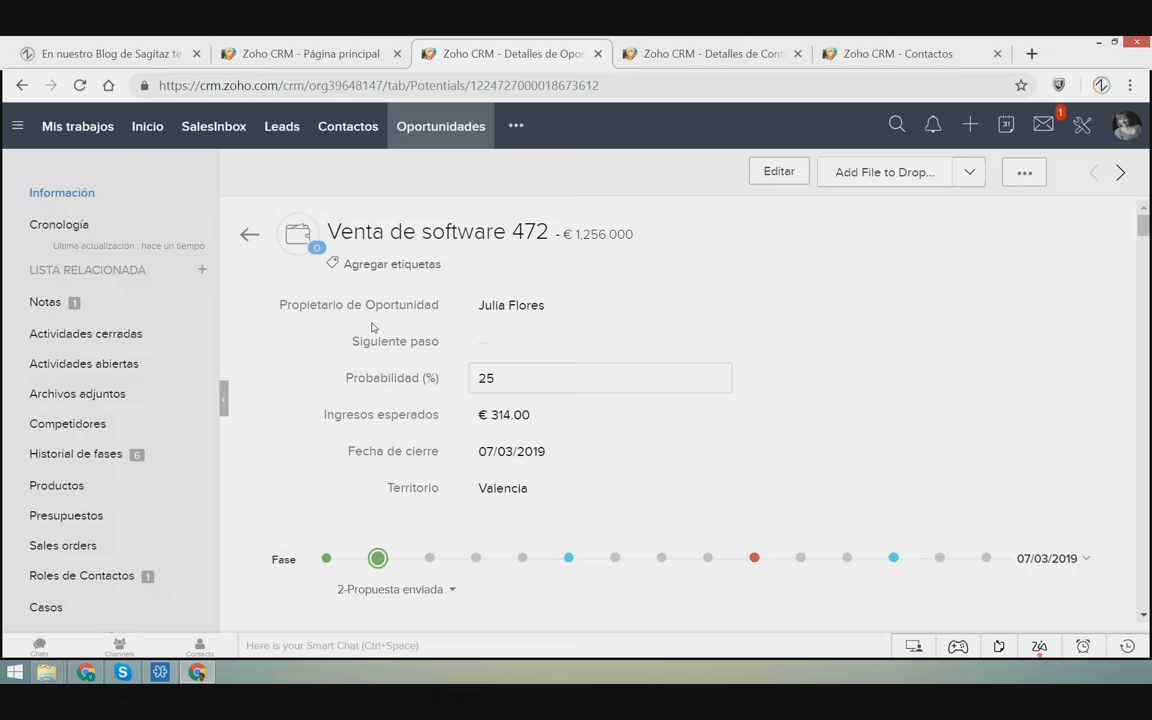 En nuestro Blog de Sagitaz te
Zoho CRM - Página principal
Zoho CRM - Detalles de Opor
Zoho CRM - Detalles de Cont
Zoho CRM - Contactos
https://crm.zoho.com/crm/org39648147/tab/Potentials/1224727000018673612
Mis trabajos Inicio SalesInbox Leads Contactos Oportunidades
31
1
Editar
Add File to Drop...
Información
Cronología
Ultima actualización : hace un tiempo
LISTA RELACIONADA
Notas 1
Actividades cerradas
Actividades abiertas
Archivos adjuntos
Competidores
Historial de fases 6
Productos
Presupuestos
Sales orders
Roles de Contactos 1
Casos
0
Venta de software 472 - € 1,256.000
Agregar etiquetas
Propietario de Oportunidad Julia Flores
Siguiente paso —
Probabilidad (%) 25
Ingresos esperados € 314.00
Fecha de cierre 07/03/2019
Territorio Valencia
Fase 07/03/2019
2-Propuesta enviada
Chats
Channels
Contacts
Here is your Smart Chat (Ctrl+Space)